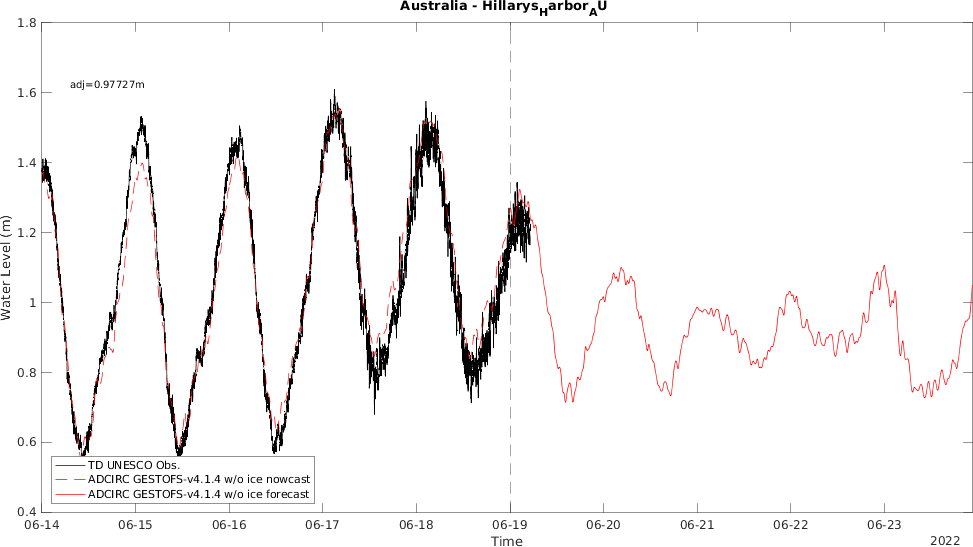 Australia - HillarysHarborAU
1.8
1.6
adj=0.97727m
1.4
1.2
1
0.8
0.6
0.4
Water Level (m)
TD UNESCO Obs.
ADCIRC GESTOFS-v4.1.4 w/o ice nowcast
ADCIRC GESTOFS-v4.1.4 w/o ice forecast
06-14 06-15 06-16 06-17 06-18 06-19 06-20 06-21 06-22 06-23
Time
2022